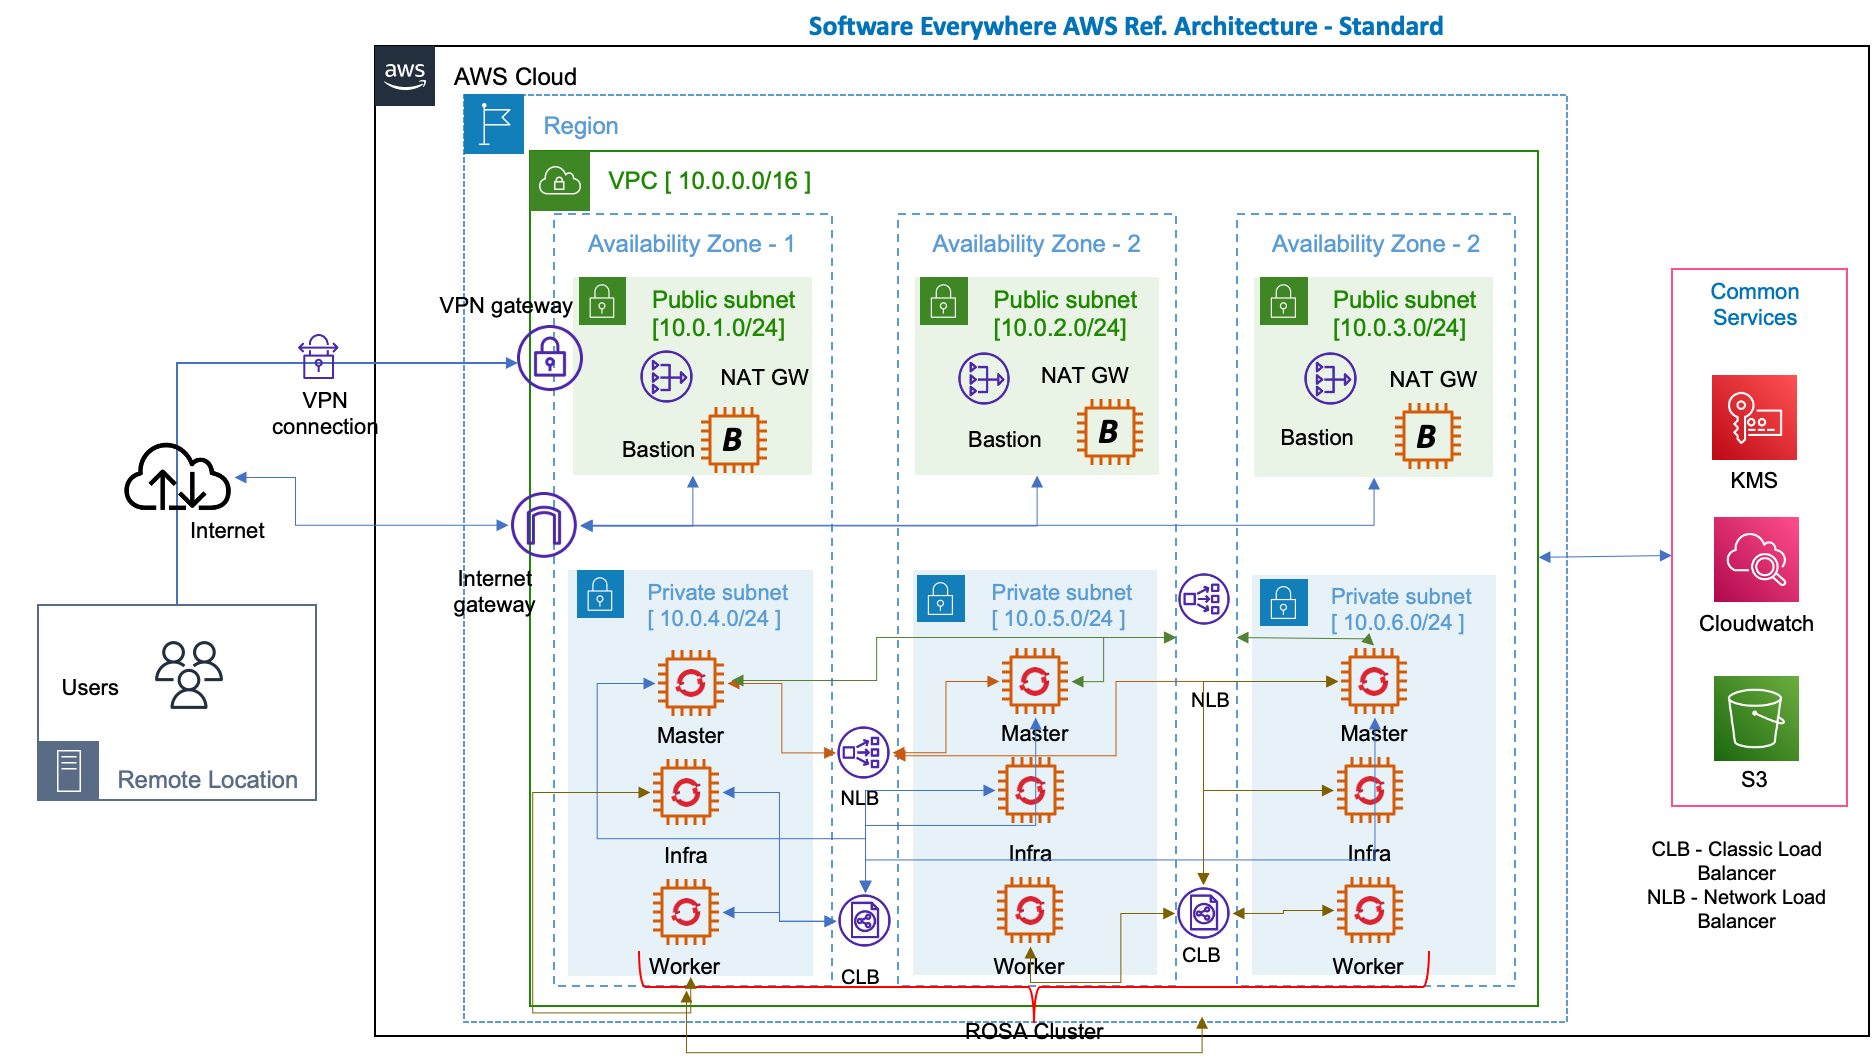 Software Everywhere AWS Ref. Architecture - Standard
aws
AWS Cloud
Region
VPC [ 10.0.0.0/16 ]
Availability Zone - 1
Availability Zone - 2
Availability Zone - 2
VPN gateway
Public subnet
[10.0.1.0/24]
NAT GW
Bastion
B
Public subnet
[10.0.2.0/24]
NAT GW
Bastion
B
Public subnet
[10.0.3.0/24]
NAT GW
Bastion
B
VPN
connection
Internet
Internet
gateway
Users
Remote Location
Private subnet
[ 10.0.4.0/24 ]
Master
Infra
Worker
NLB
CLB
Private subnet
[ 10.0.5.0/24 ]
Master
Infra
Worker
NLB
CLB
Private subnet
[ 10.0.6.0/24 ]
Master
Infra
Worker
ROSA Cluster
Common
Services
KMS
Cloudwatch
S3
CLB - Classic Load
Balancer
NLB - Network Load
Balancer